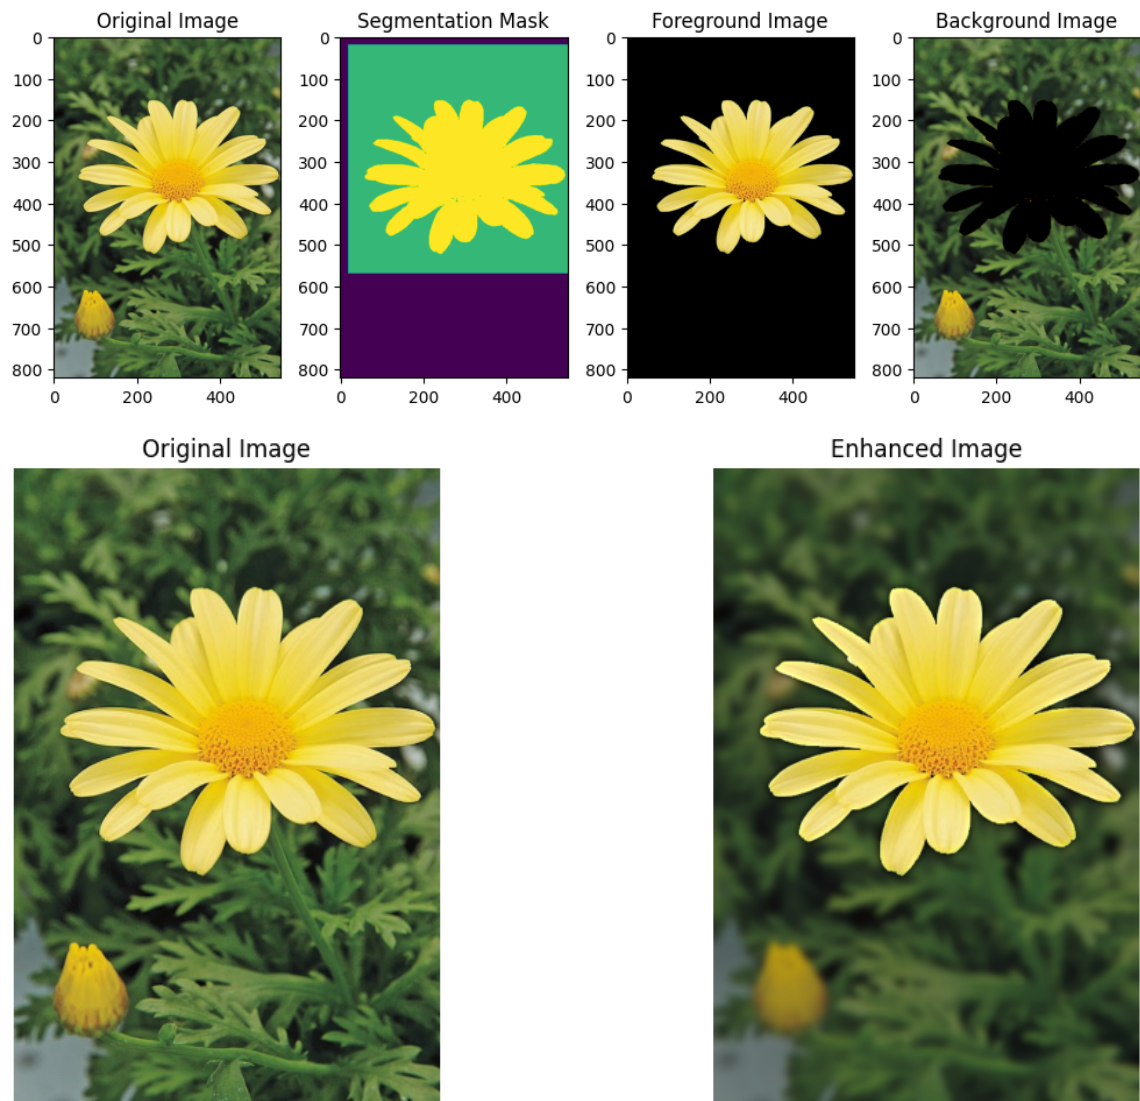 Original Image Segmentation Mask Foreground Image Background Image
0 0 0 0
100 100 100 100
200 200 200 200
300 300 300 300
400 400 400 400
500 500 500 500
600 600 600 600
700 700 700 700
800 800 800 800
0 200 400 0 200 400 0 200 400 0 200 400
Original Image Enhanced Image